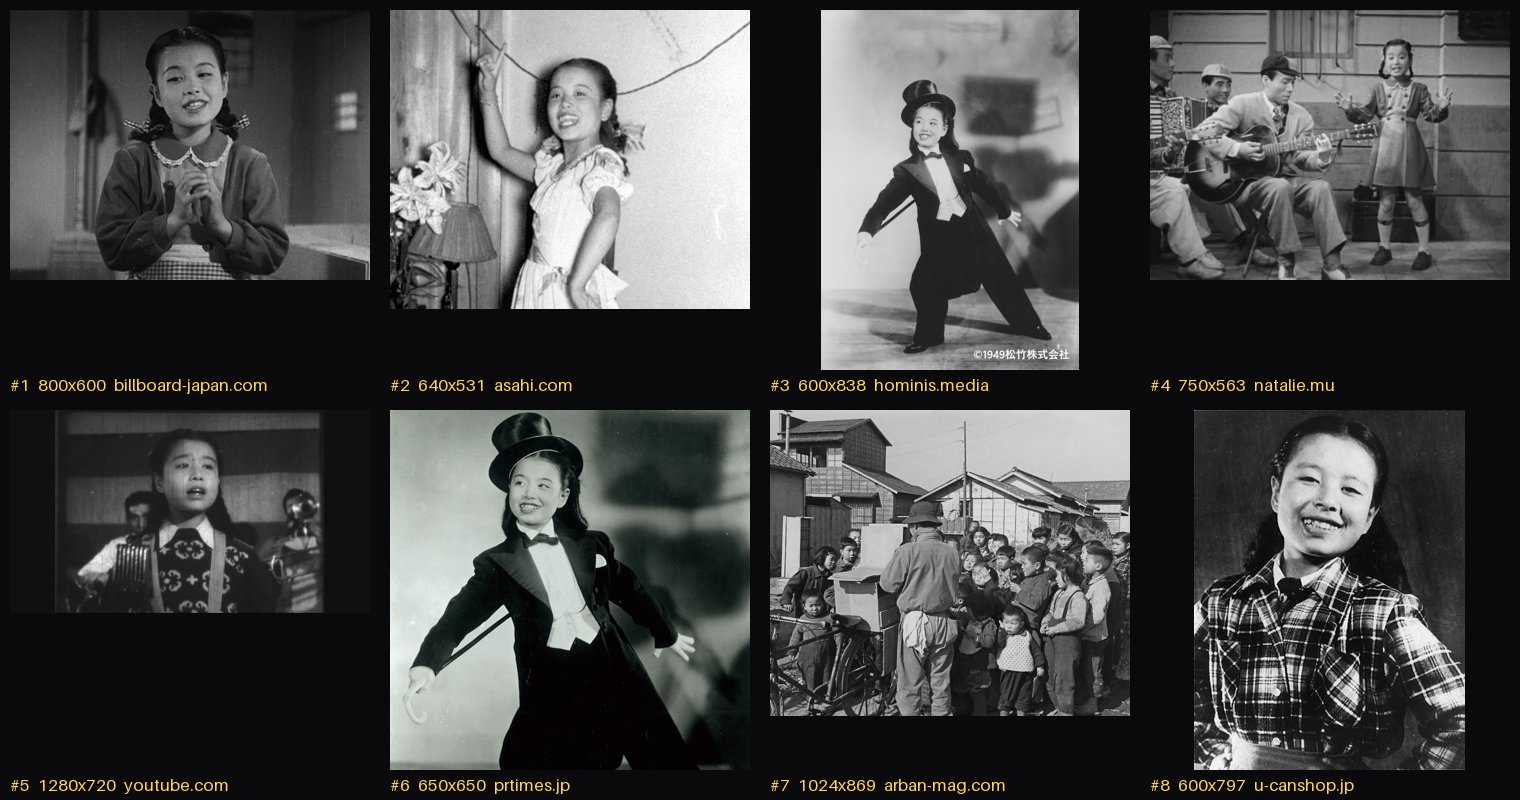 ©1949松竹株式会社
#1 800x600 billboard-japan.com
#2 640x531 asahi.com
#3 600x838 hominis.media
#4 750x563 natalie.mu
#5 1280x720 youtube.com
#6 650x650 prtimes.jp
#7 1024x869 arban-mag.com
#8 600x797 u-canshop.jp